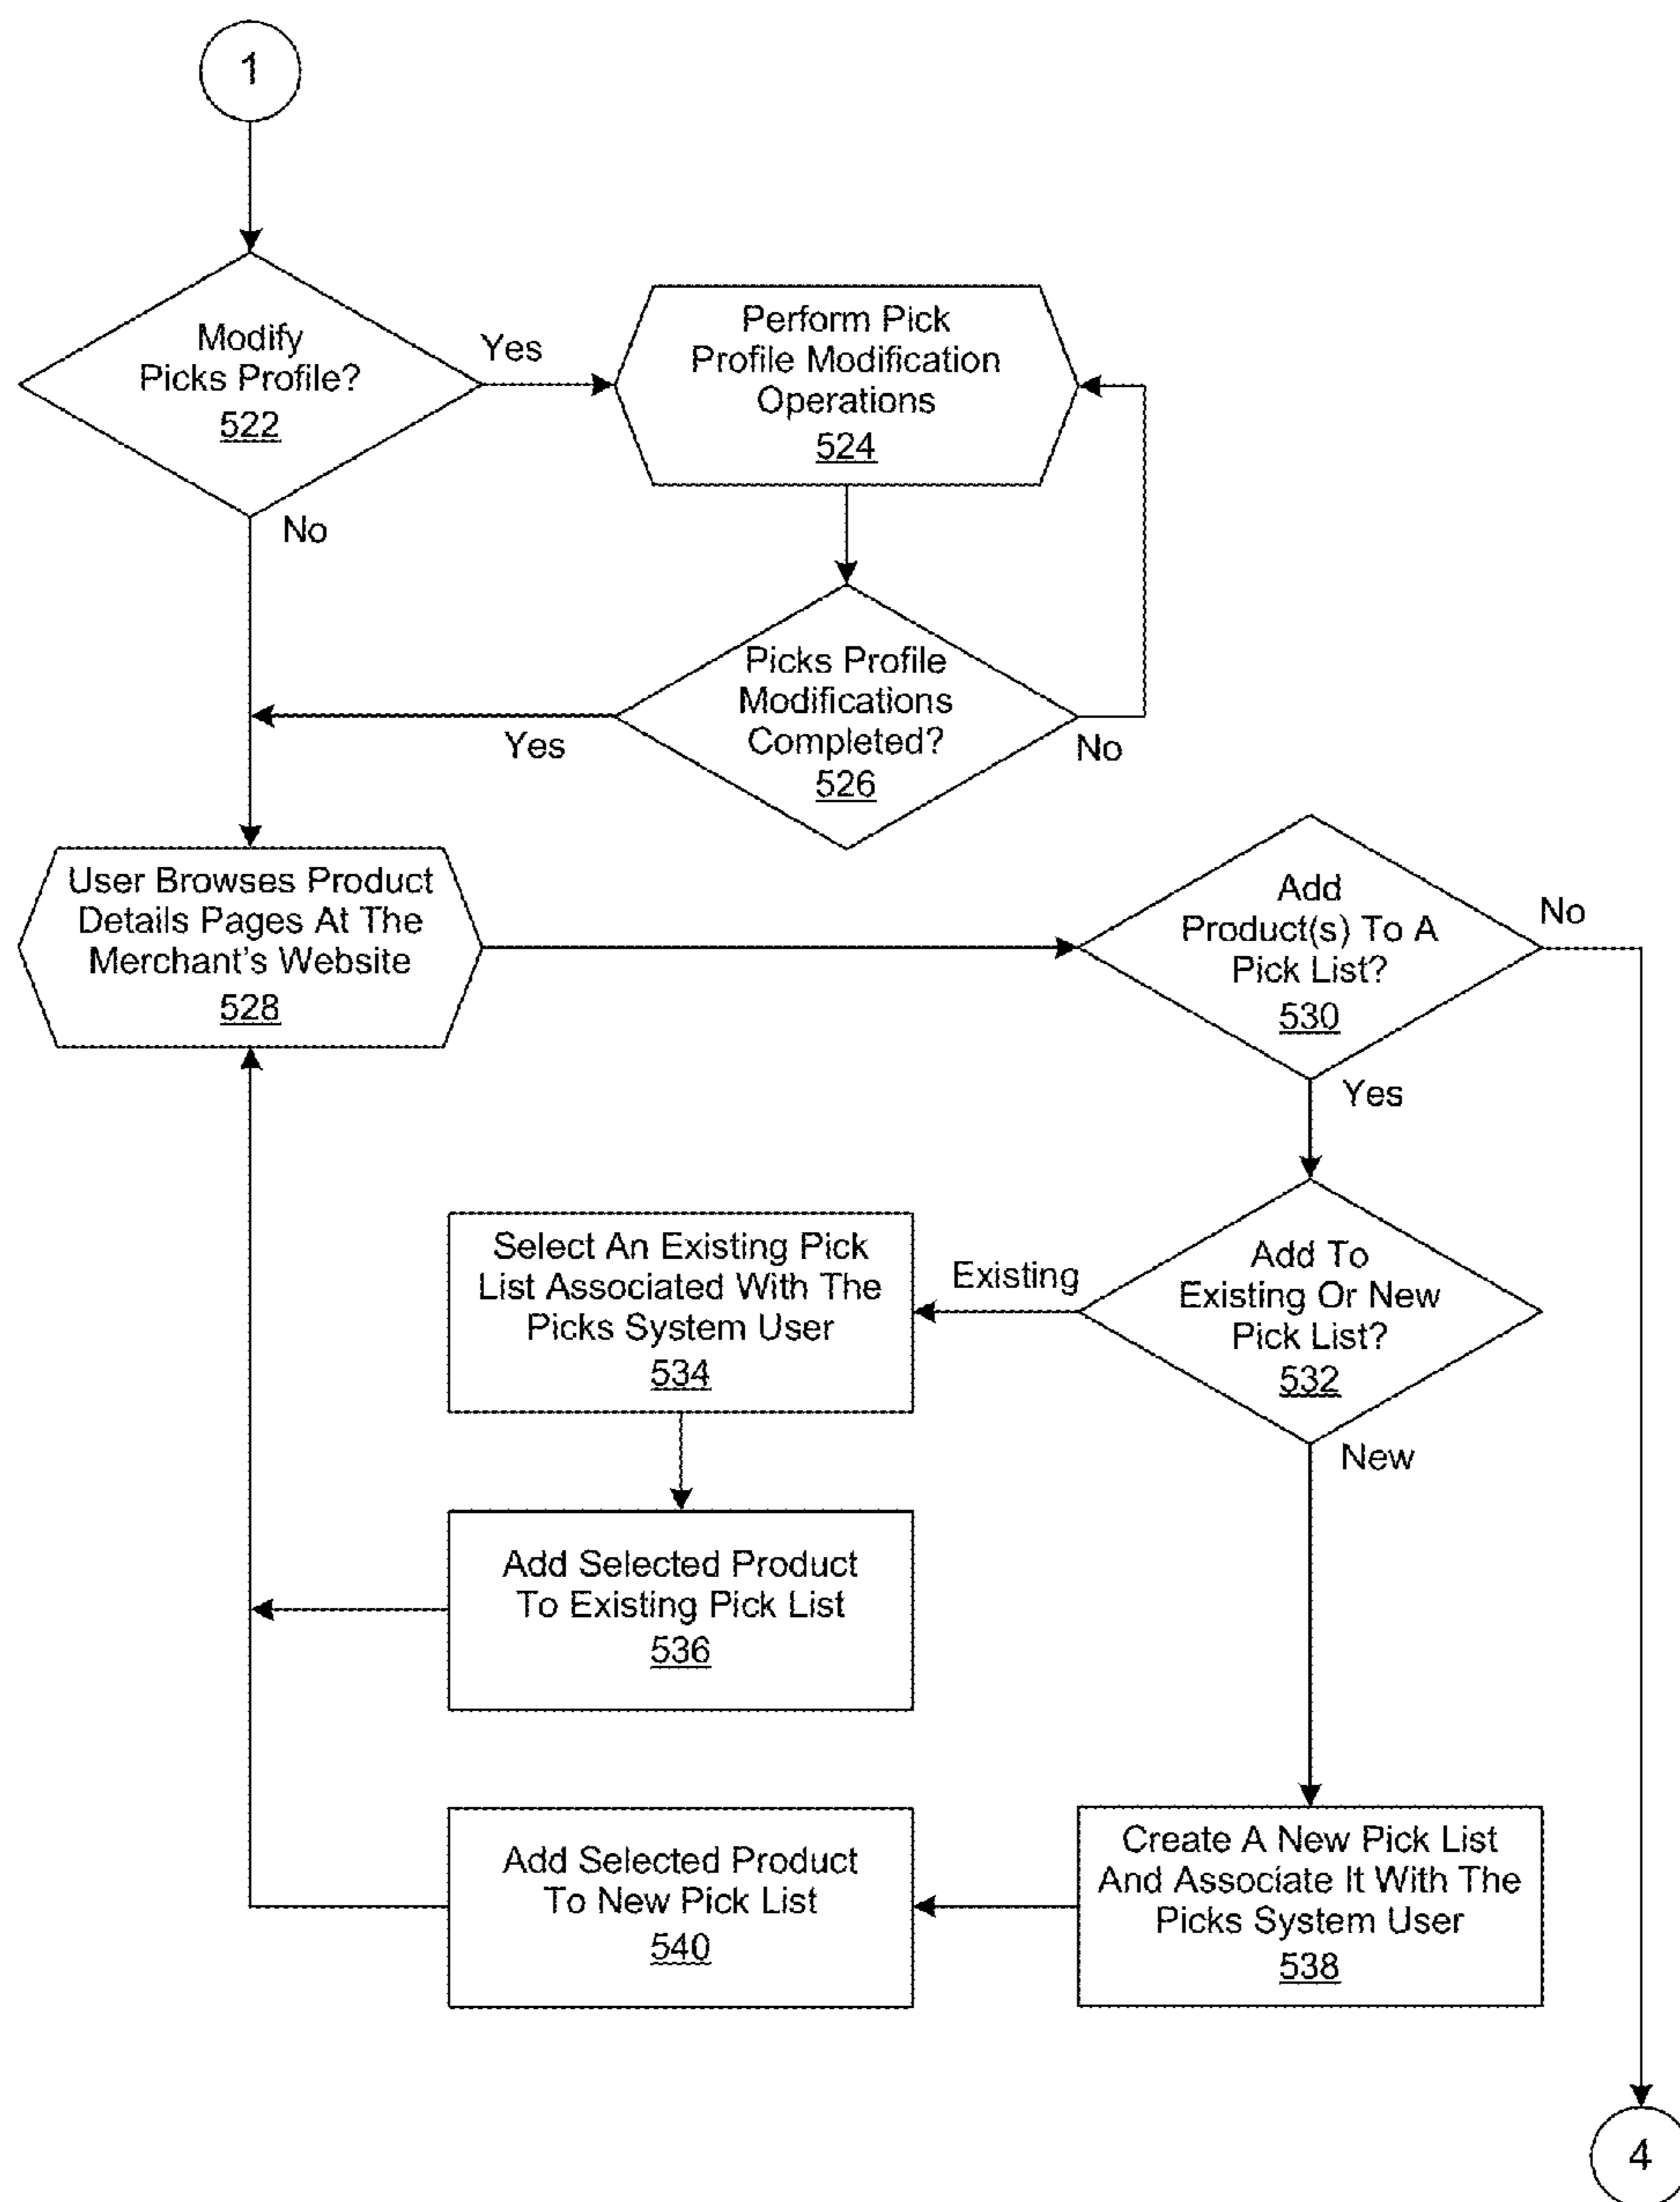 1
Modify
Picks Profile?
522
Yes
No
Perform Pick
Profile Modification
Operations
524
Picks Profile
Modifications
Completed?
526
Yes
No
User Browses Product
Details Pages At The
Merchant's Website
528
Add
Product(s) To A
Pick List?
530
No
Yes
Add To
Existing Or New
Pick List?
532
Existing
New
Select An Existing Pick
List Associated With The
Picks System User
534
Add Selected Product
To Existing Pick List
536
Create A New Pick List
And Associate It With The
Picks System User
538
Add Selected Product
To New Pick List
540
4